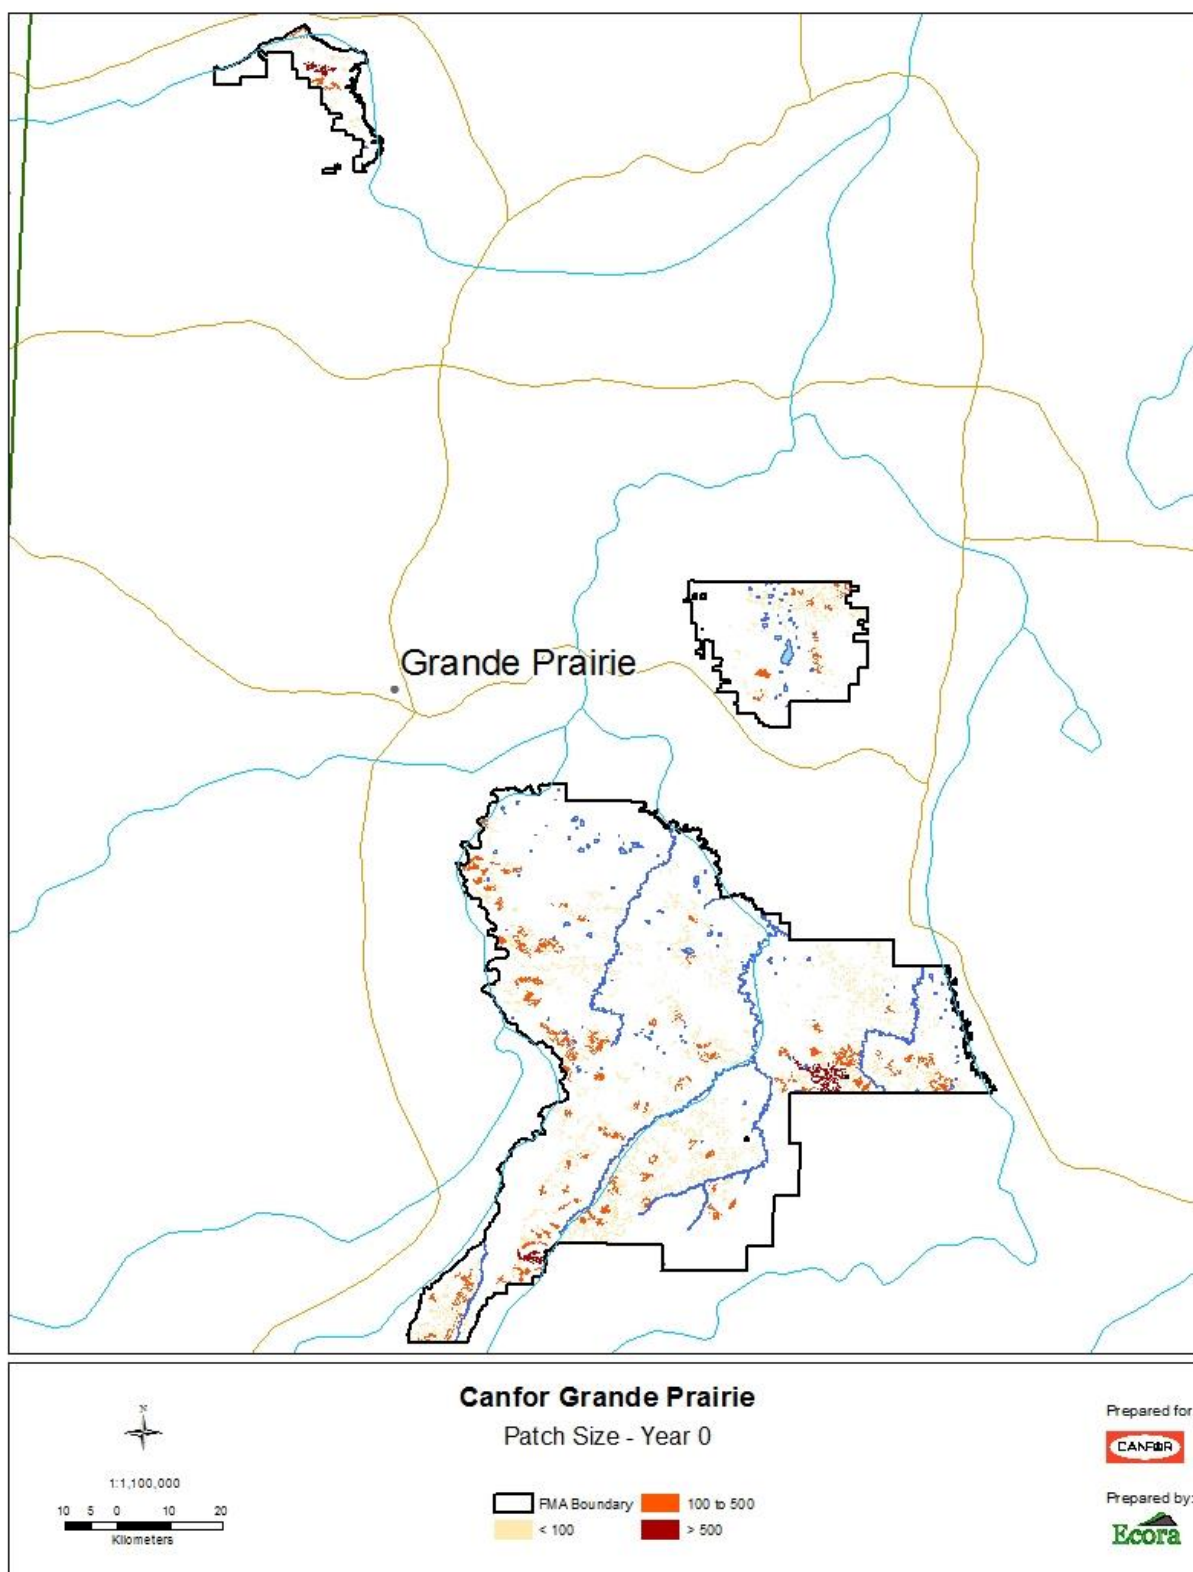 Grande Prairie
Canfor Grande Prairie
Patch Size - Year 0
N
1:1,100,000
10 5 0 10 20
Kilometers
FMA Boundary
< 100
100 to 500
> 500
Prepared for
CANFOR
Prepared by:
Ecora